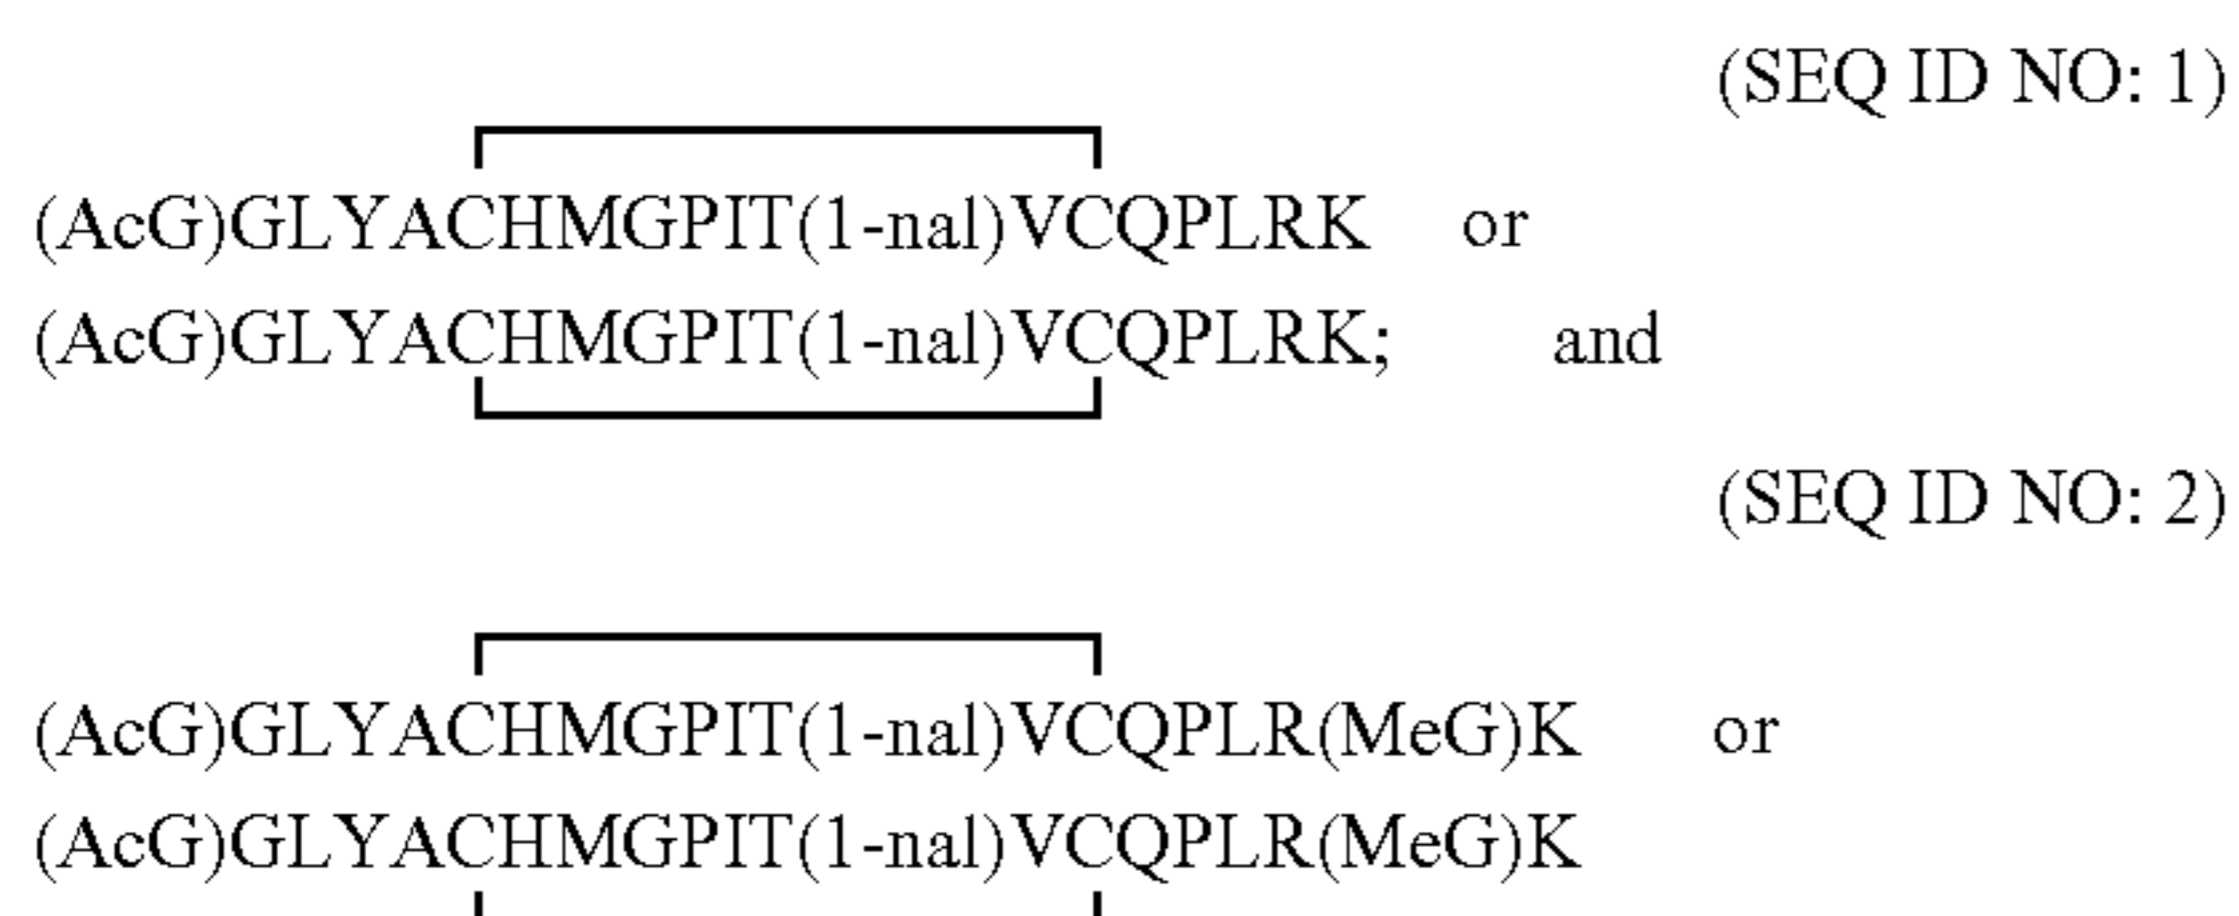 (SEQ ID NO: 1)
(AcG)GLYACHMGPIT(1-nal)VCQPLRK or
(AcG)GLYACHMGPIT(1-nal)VCQPLRK; and
(SEQ ID NO: 2)
(AcG)GLYACHMGPIT(1-nal)VCQPLR(MeG)K or
(AcG)GLYACHMGPIT(1-nal)VCQPLR(MeG)K